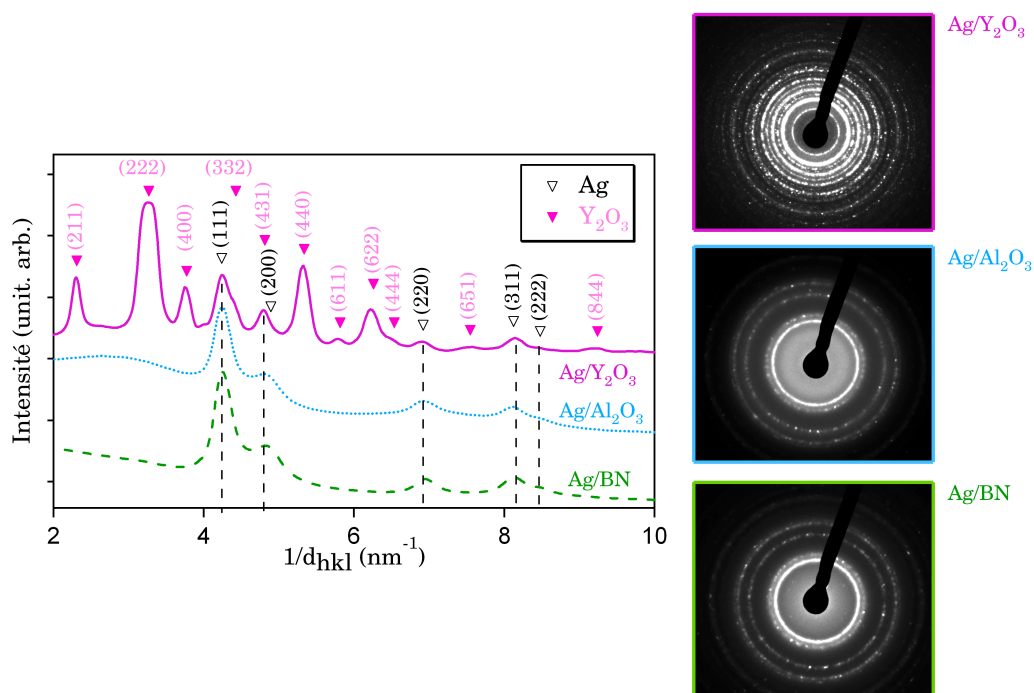 Ag/Y₂O₃
Ag/Al₂O₃
Ag/BN
Intensité (unit. arb.)
(211)
(222)
(400)
(111)
(332)
(431)
(200)
(440)
(611)
(622)
(444)
(220)
(651)
(311)
(222)
(844)
Ag
Y₂O₃
Ag/Y₂O₃
Ag/Al₂O₃
Ag/BN
2 4 6 8 10
1/dhkl (nm⁻¹)